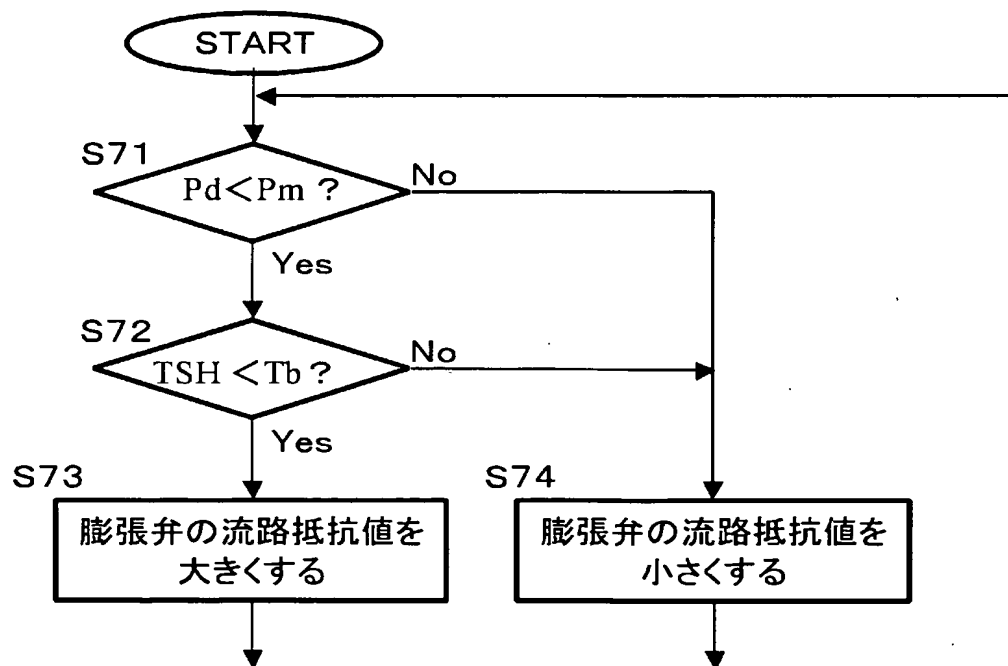 START
S71
Pd<Pm ?
No
Yes
S72
TSH <Tb ?
No
Yes
S73
膨張弁の流路抵抗値を
大きくする
S74
膨張弁の流路抵抗値を
小さくする